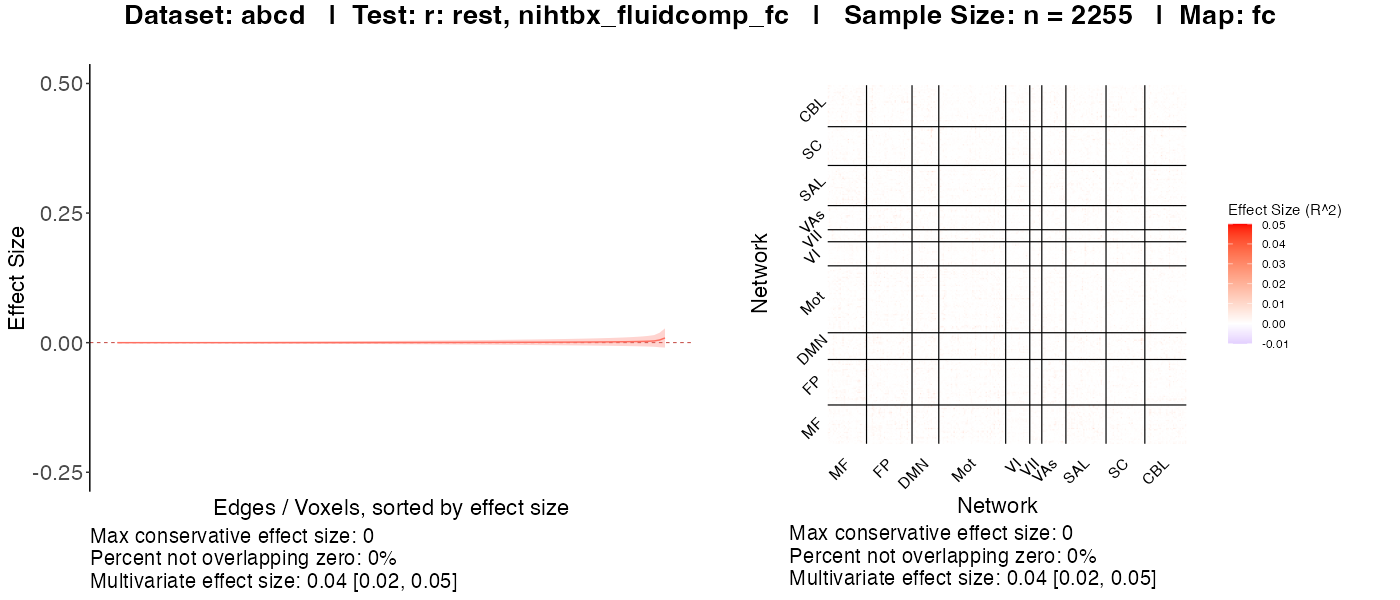 Dataset: abcd | Test: r: rest, nihtbx_fluidcomp_fc | Sample Size: n = 2255 | Map: fc
Effect Size
0.50
0.25
0.00
-0.25
Edges / Voxels, sorted by effect size
Max conservative effect size: 0
Percent not overlapping zero: 0%
Multivariate effect size: 0.04 [0.02, 0.05]
Network
CBL
SC
SAL
VAs
VII
VI
Mot
DMN
FP
MF
MF
FP
DMN
Mot
VI
VII
VAs
SAL
SC
CBL
Network
Max conservative effect size: 0
Percent not overlapping zero: 0%
Multivariate effect size: 0.04 [0.02, 0.05]
Effect Size (R^2)
0.05
0.04
0.03
0.02
0.01
0.00
-0.01